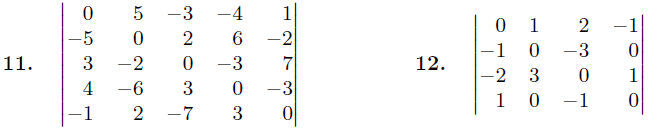 11. | 0 5 −3 −4 1 |
| −5 0 2 6 −2 |
| 3 −2 0 −3 7 |
| 4 −6 3 0 −3 |
| −1 2 −7 3 0 |
12. | 0 1 2 −1 |
| −1 0 −3 0 |
| −2 3 0 1 |
| 1 0 −1 0 |